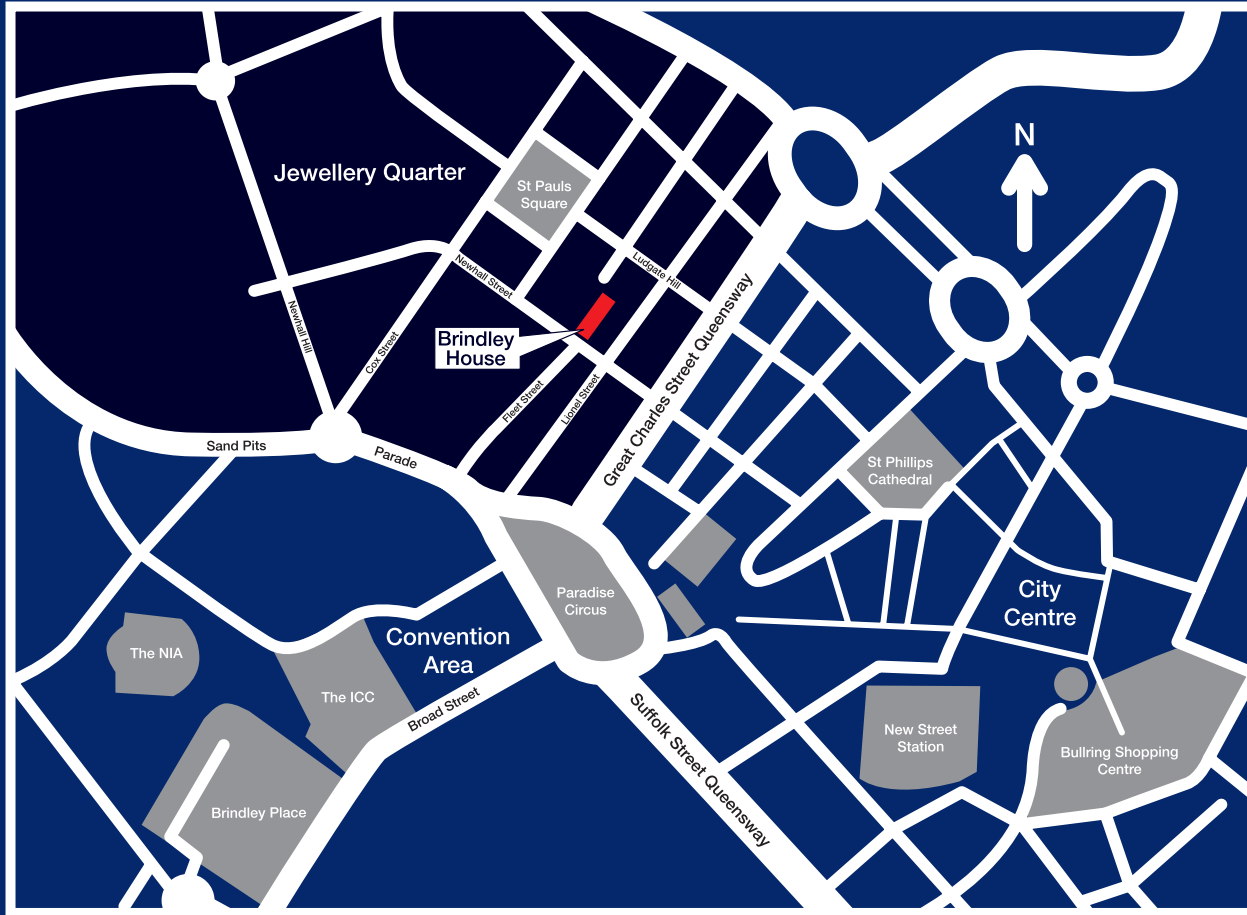 N
Jewellery Quarter
St Pauls
Square
Ludgate Hill
Newhall Street
Newhall Hill
Brindley
House
Cox Street
Fleet Street
Lionel Street
Great Charles Street Queensway
Sand Pits
Parade
St Phillips
Cathedral
Paradise
Circus
City
Centre
Convention
Area
The NIA
The ICC
Broad Street
Suffolk Street Queensway
New Street
Station
Bullring Shopping
Centre
Brindley Place